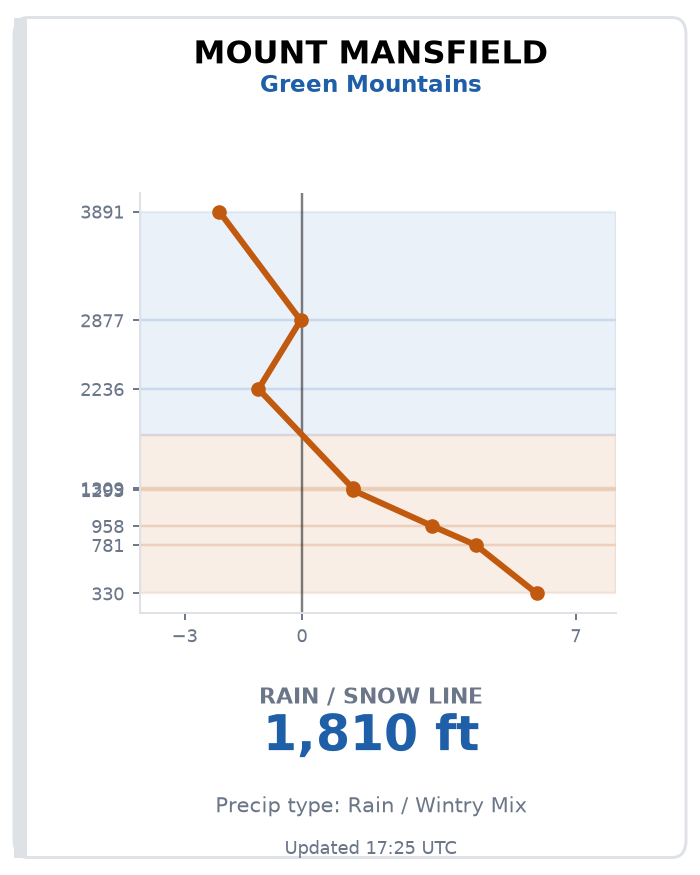 MOUNT MANSFIELD
Green Mountains
3891
2877
2236
958
781
330
−3 0 7
RAIN / SNOW LINE
1,810 ft
Precip type: Rain / Wintry Mix
Updated 17:25 UTC